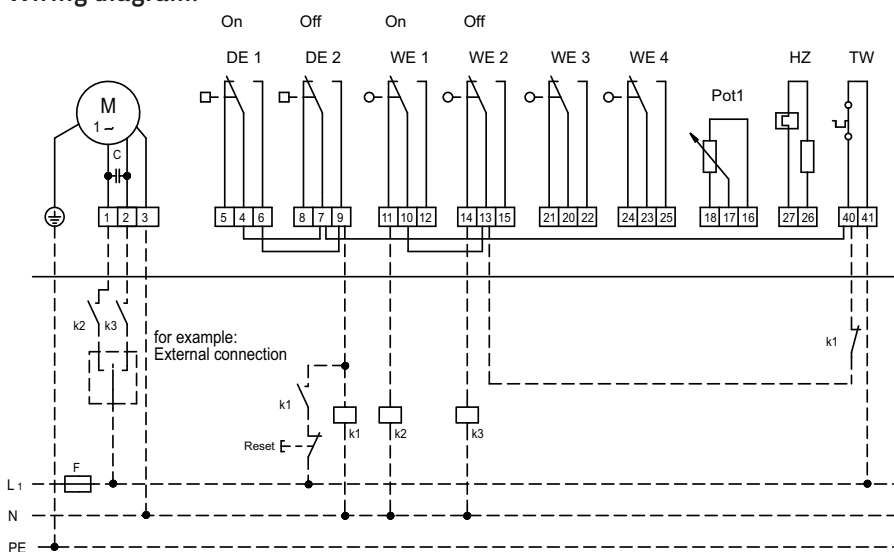 Wiring diagram:
On Off On Off
DE 1 DE 2 WE 1 WE 2 WE 3 WE 4 HZ TW
M
1 ~
Pot1
C
1 2 3 5 4 6 8 7 9 11 10 12 14 13 15 21 20 22 24 23 25 18 17 16 27 26 40 41
k2 k3
for example:
External connection
k1
k1
Reset
k1 k2 k3
F
L1
N
PE